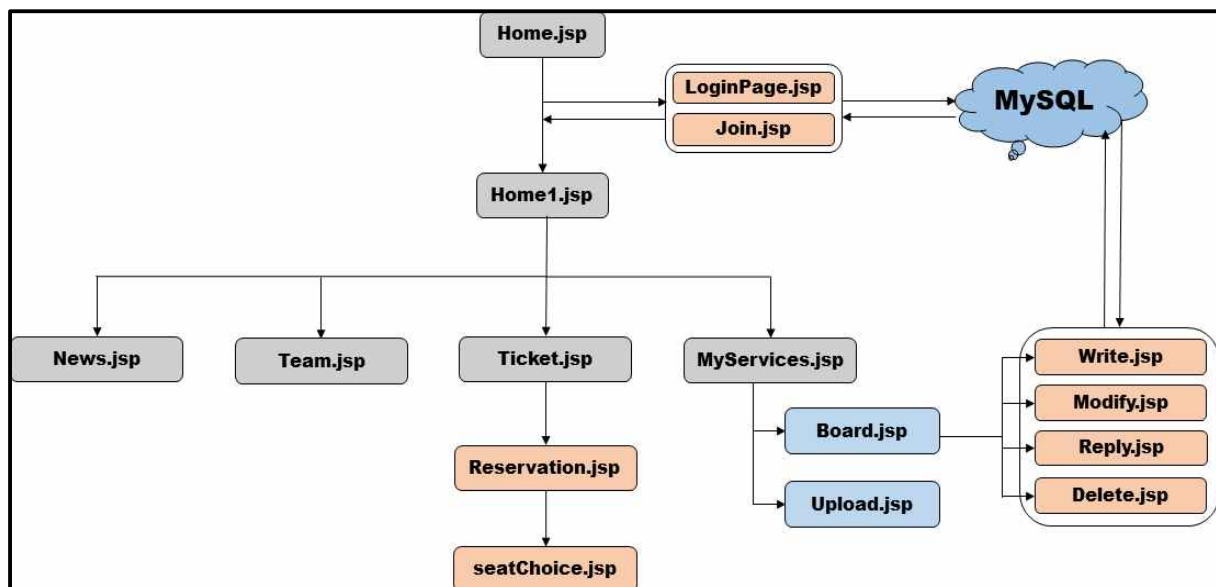 Home.jsp
LoginPage.jsp
Join.jsp
MySQL
Home1.jsp
News.jsp
Team.jsp
Ticket.jsp
MyServices.jsp
Write.jsp
Modify.jsp
Board.jsp
Reply.jsp
Reservation.jsp
Upload.jsp
Delete.jsp
seatChoice.jsp